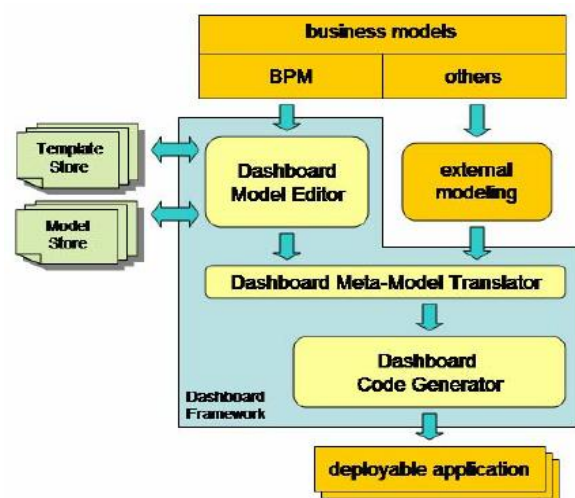 business models
BPM
others
Template
Store
Dashboard
Model Editor
external
modeling
Model
Store
Dashboard Meta-Model Translator
Dashboard
Code Generator
Dashboard
Framework
deployable application